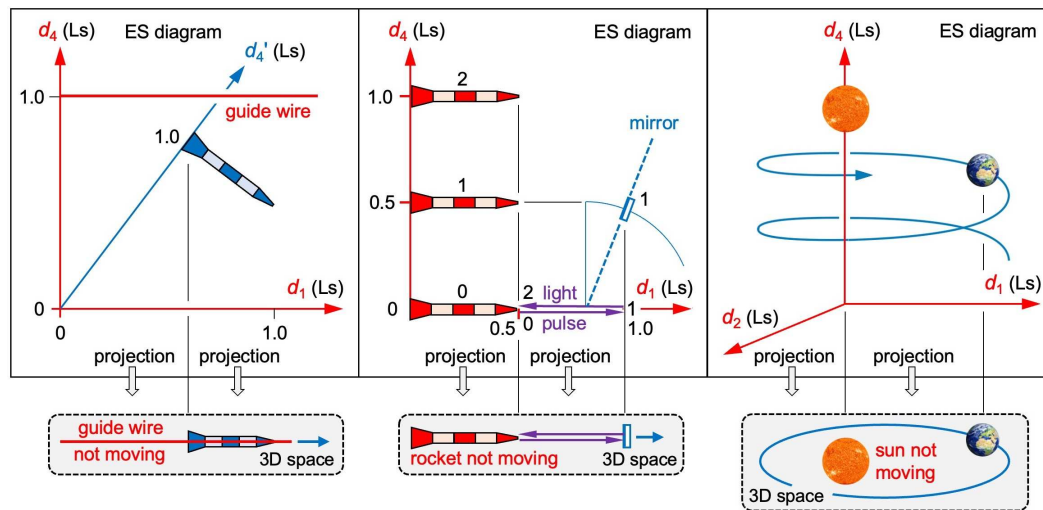 ES diagram
d₄ (Ls)
d₄' (Ls)
1.0
guide wire
1.0
0
d₁ (Ls)
0
1.0
projection
projection
guide wire
not moving
3D space
ES diagram
d₄ (Ls)
2
1.0
mirror
1
1
0.5
0
2
light
d₁ (Ls)
0
pulse
1
0.5
0
1.0
projection
projection
rocket not moving
3D space
ES diagram
d₄ (Ls)
d₁ (Ls)
d₂ (Ls)
projection
projection
sun not
moving
3D space